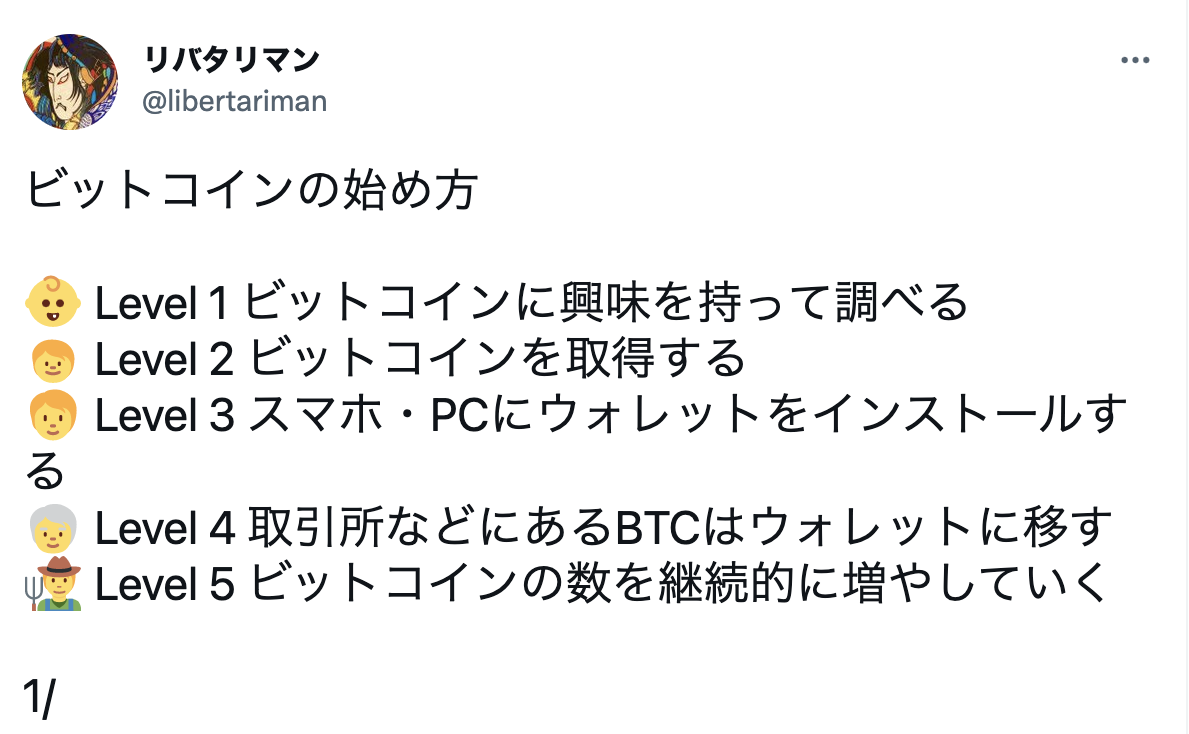 リバタリマン
@libertariman
ビットコインの始め方
👶 Level 1 ビットコインに興味を持って調べる
👦 Level 2 ビットコインを取得する
🧒 Level 3 スマホ・PCにウォレットをインストールす
る
🧓 Level 4 取引所などにあるBTCはウォレットに移す
👨‍🌾 Level 5 ビットコインの数を継続的に増やしていく
1/